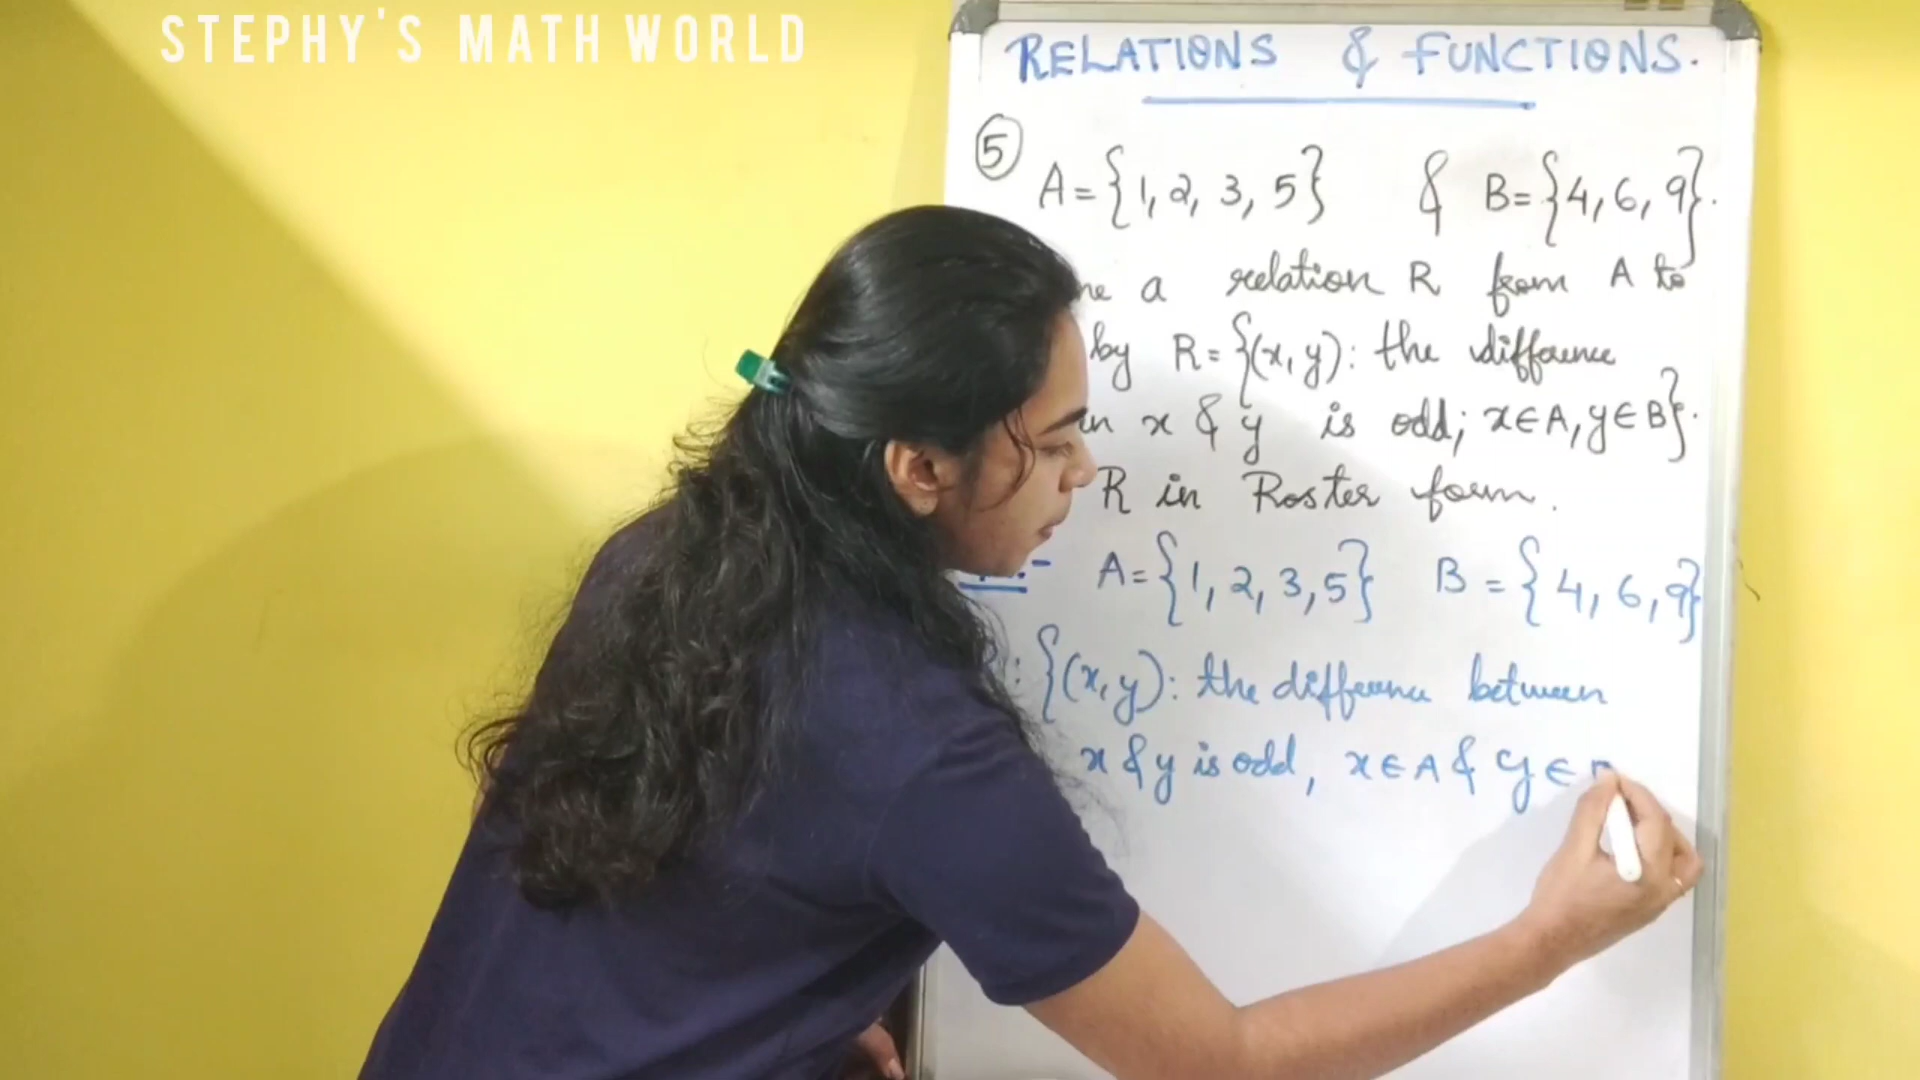 STEPHY'S MATH WORLD
RELATIONS & FUNCTIONS.
5
A = {1, 2, 3, 5} & B = {4, 6, 9}.
a relation R from A to
by R = {(x, y) : the difference
x & y is odd; x ∈ A, y ∈ B}.
R in Roster form.
A = {1, 2, 3, 5} B = {4, 6, 9}
: {(x, y) : the difference between
x & y is odd, x ∈ A & y ∈